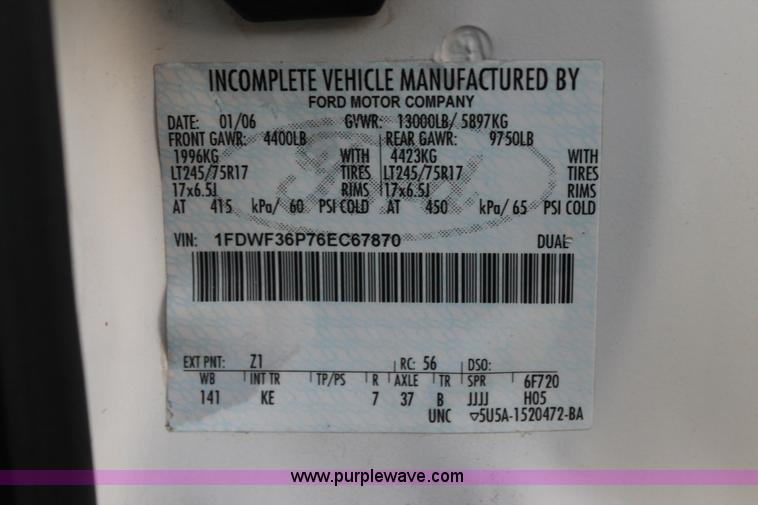 INCOMPLETE VEHICLE MANUFACTURED BY
FORD MOTOR COMPANY
DATE: 01/06 GVWR: 13000LB/ 5897KG
FRONT GAWR: 4400LB REAR GAWR: 9750LB
1996KG WITH 4423KG WITH
LT245/75R17 TIRES LT245/75R17 TIRES
17x6.5J RIMS 17x6.5J RIMS
AT 415 kPa/ 60 PSI COLD AT 450 kPa/ 65 PSI COLD
VIN: 1FDWF36P76EC67870 DUAL
EXT PNT: Z1 RC: 56 DSO:
WB INT TR TP/PS R AXLE TR SPR 6F720
141 KE 7 37 B JJJJ H05
UNC ▽5U5A-1520472-BA
www.purplewave.com